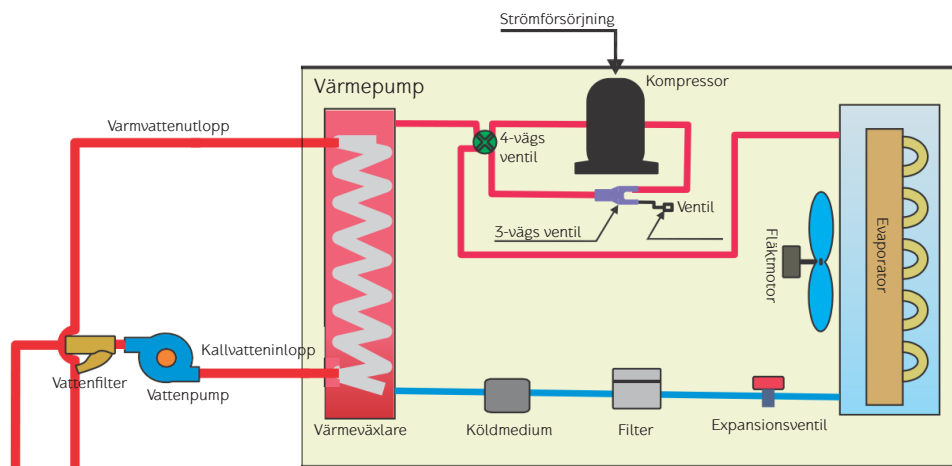 Strömförsörjning
Värmepump
Kompressor
Varmvattenutlopp
4-vägs
ventil
Ventil
3-vägs ventil
Fläktmotor
Evaporator
Kallvatteninlopp
Vattenfilter
Vattenpump
Värmeväxlare
Köldmedium
Filter
Expansionsventil